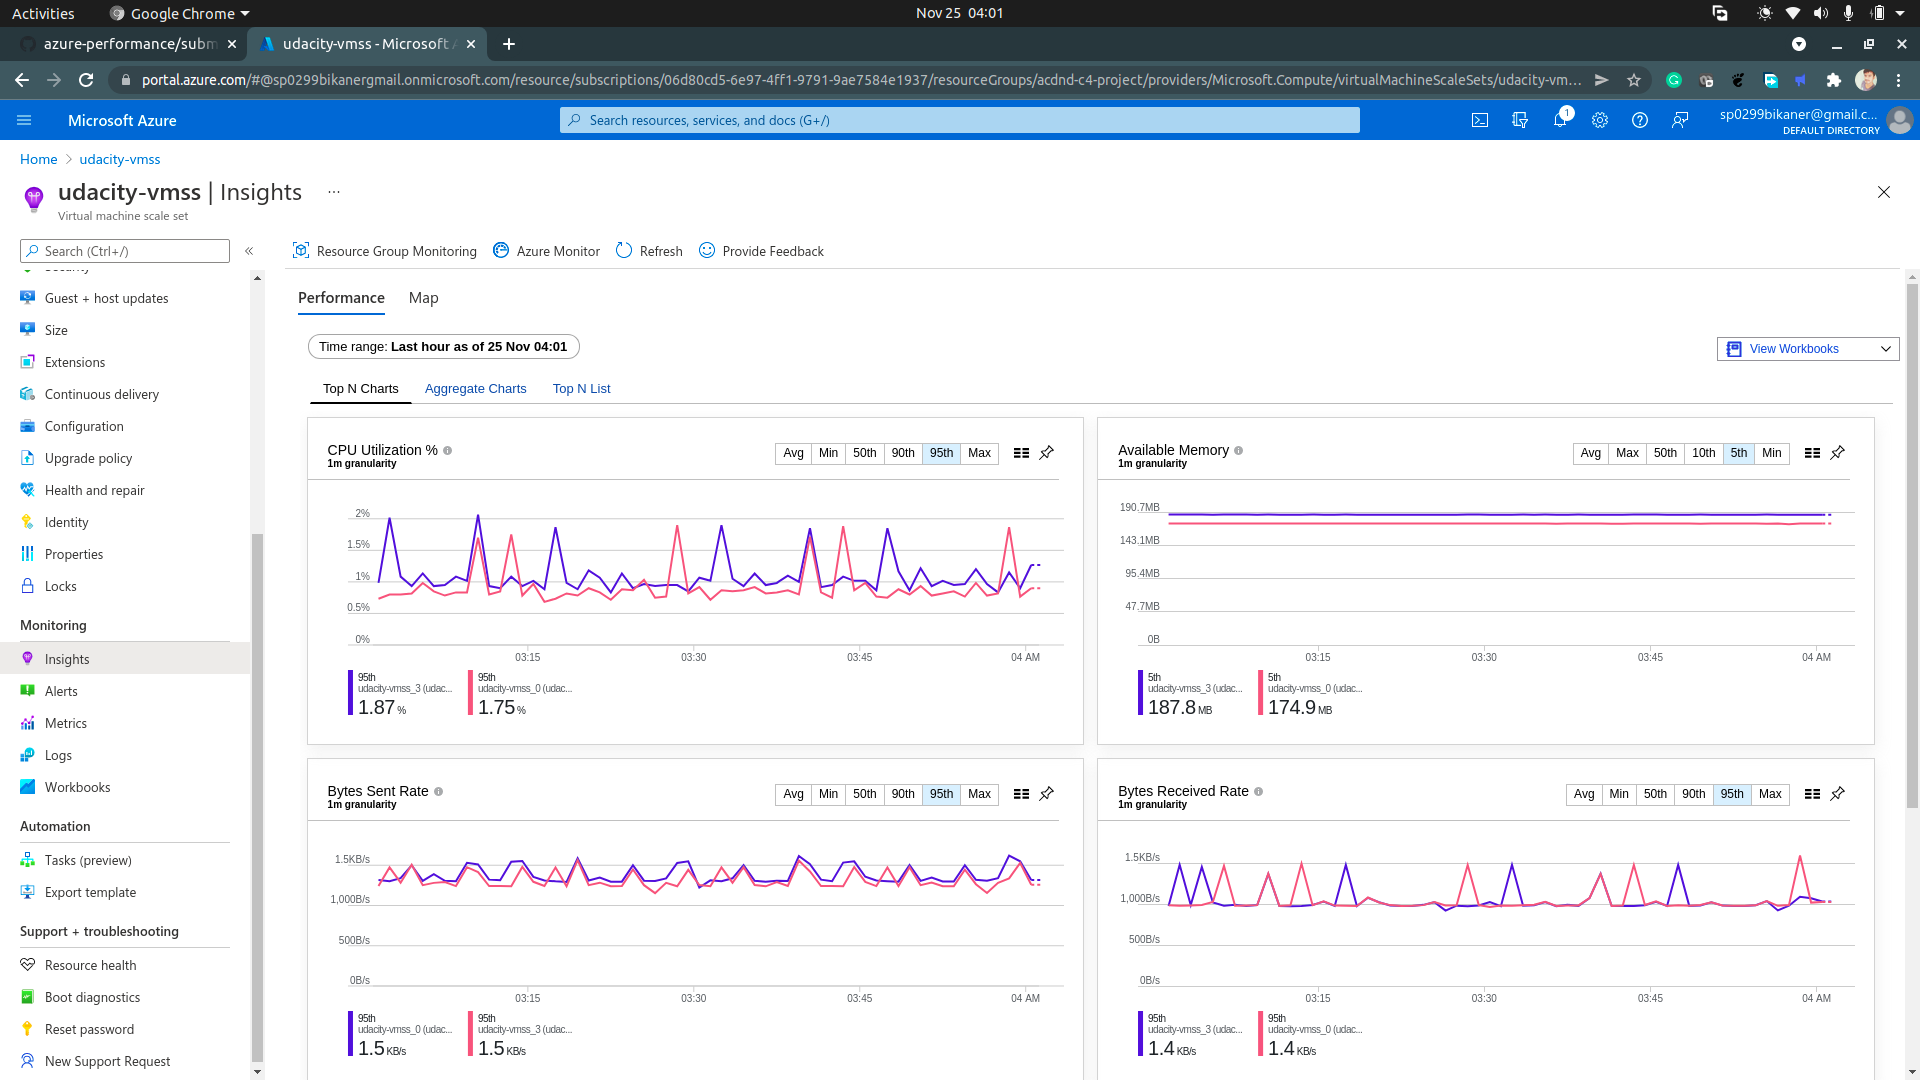 Activities Google Chrome Nov 25 04:01
azure-performance/subm udacity-vmss - Microsoft A
portal.azure.com/#@sp0299bikanergmail.onmicrosoft.com/resource/subscriptions/06d80cd5-6e97-4ff1-9791-9ae7584e1937/resourceGroups/acdnd-c4-project/providers/Microsoft.Compute/virtualMachineScaleSets/udacity-vm...
Microsoft Azure
Search resources, services, and docs (G+/)
1
sp0299bikaner@gmail.c...
DEFAULT DIRECTORY
Home > udacity-vmss
udacity-vmss | Insights ...
Virtual machine scale set
Search (Ctrl+/)
«
Security
Guest + host updates
Size
Extensions
Continuous delivery
Configuration
Upgrade policy
Health and repair
Identity
Properties
Locks
Monitoring
Insights
Alerts
Metrics
Logs
Workbooks
Automation
Tasks (preview)
Export template
Support + troubleshooting
Resource health
Boot diagnostics
Reset password
New Support Request
Resource Group Monitoring Azure Monitor Refresh Provide Feedback
Performance Map
Time range: Last hour as of 25 Nov 04:01
View Workbooks
Top N Charts Aggregate Charts Top N List
CPU Utilization %
1m granularity
Avg Min 50th 90th 95th Max
2%
1.5%
1%
0.5%
0%
03:15 03:30 03:45 04 AM
95th
udacity-vmss_3 (udac...
1.87 %
95th
udacity-vmss_0 (udac...
1.75 %
Available Memory
1m granularity
Avg Max 50th 10th 5th Min
190.7MB
143.1MB
95.4MB
47.7MB
0B
03:15 03:30 03:45 04 AM
5th
udacity-vmss_3 (udac...
187.8 MB
5th
udacity-vmss_0 (udac...
174.9 MB
Bytes Sent Rate
1m granularity
Avg Min 50th 90th 95th Max
1.5KB/s
1,000B/s
500B/s
0B/s
03:15 03:30 03:45 04 AM
95th
udacity-vmss_0 (udac...
1.5 KB/s
95th
udacity-vmss_3 (udac...
1.5 KB/s
Bytes Received Rate
1m granularity
Avg Min 50th 90th 95th Max
1.5KB/s
1,000B/s
500B/s
0B/s
03:15 03:30 03:45 04 AM
95th
udacity-vmss_3 (udac...
1.4 KB/s
95th
udacity-vmss_0 (udac...
1.4 KB/s